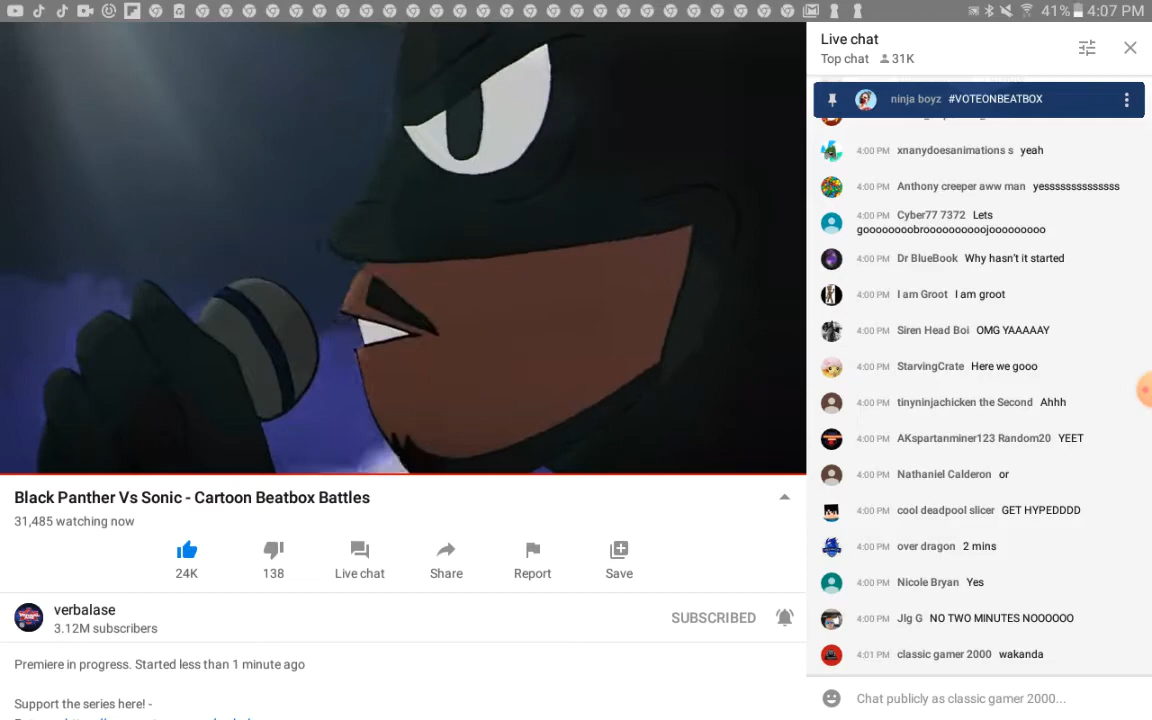 41% 4:07 PM
Live chat
Top chat 31K
ninja boyz #VOTEONBEATBOX
4:00 PM xnanydoesanimations s yeah
4:00 PM Anthony creeper aww man yessssssssssssss
4:00 PM Cyber77 7372 Lets
goooooooobroooooooooojooooooooo
4:00 PM Dr BlueBook Why hasn't it started
4:00 PM I am Groot I am groot
4:00 PM Siren Head Boi OMG YAAAAAY
4:00 PM StarvingCrate Here we gooo
4:00 PM tinyninjachicken the Second Ahhh
4:00 PM AKspartanminer123 Random20 YEET
4:00 PM Nathaniel Calderon or
4:00 PM cool deadpool slicer GET HYPEDDDD
4:00 PM over dragon 2 mins
4:00 PM Nicole Bryan Yes
4:00 PM Jlg G NO TWO MINUTES NOOOOOO
4:01 PM classic gamer 2000 wakanda
Chat publicly as classic gamer 2000...
Black Panther Vs Sonic - Cartoon Beatbox Battles
31,485 watching now
24K 138 Live chat Share Report Save
verbalase
3.12M subscribers
SUBSCRIBED
Premiere in progress. Started less than 1 minute ago
Support the series here! -